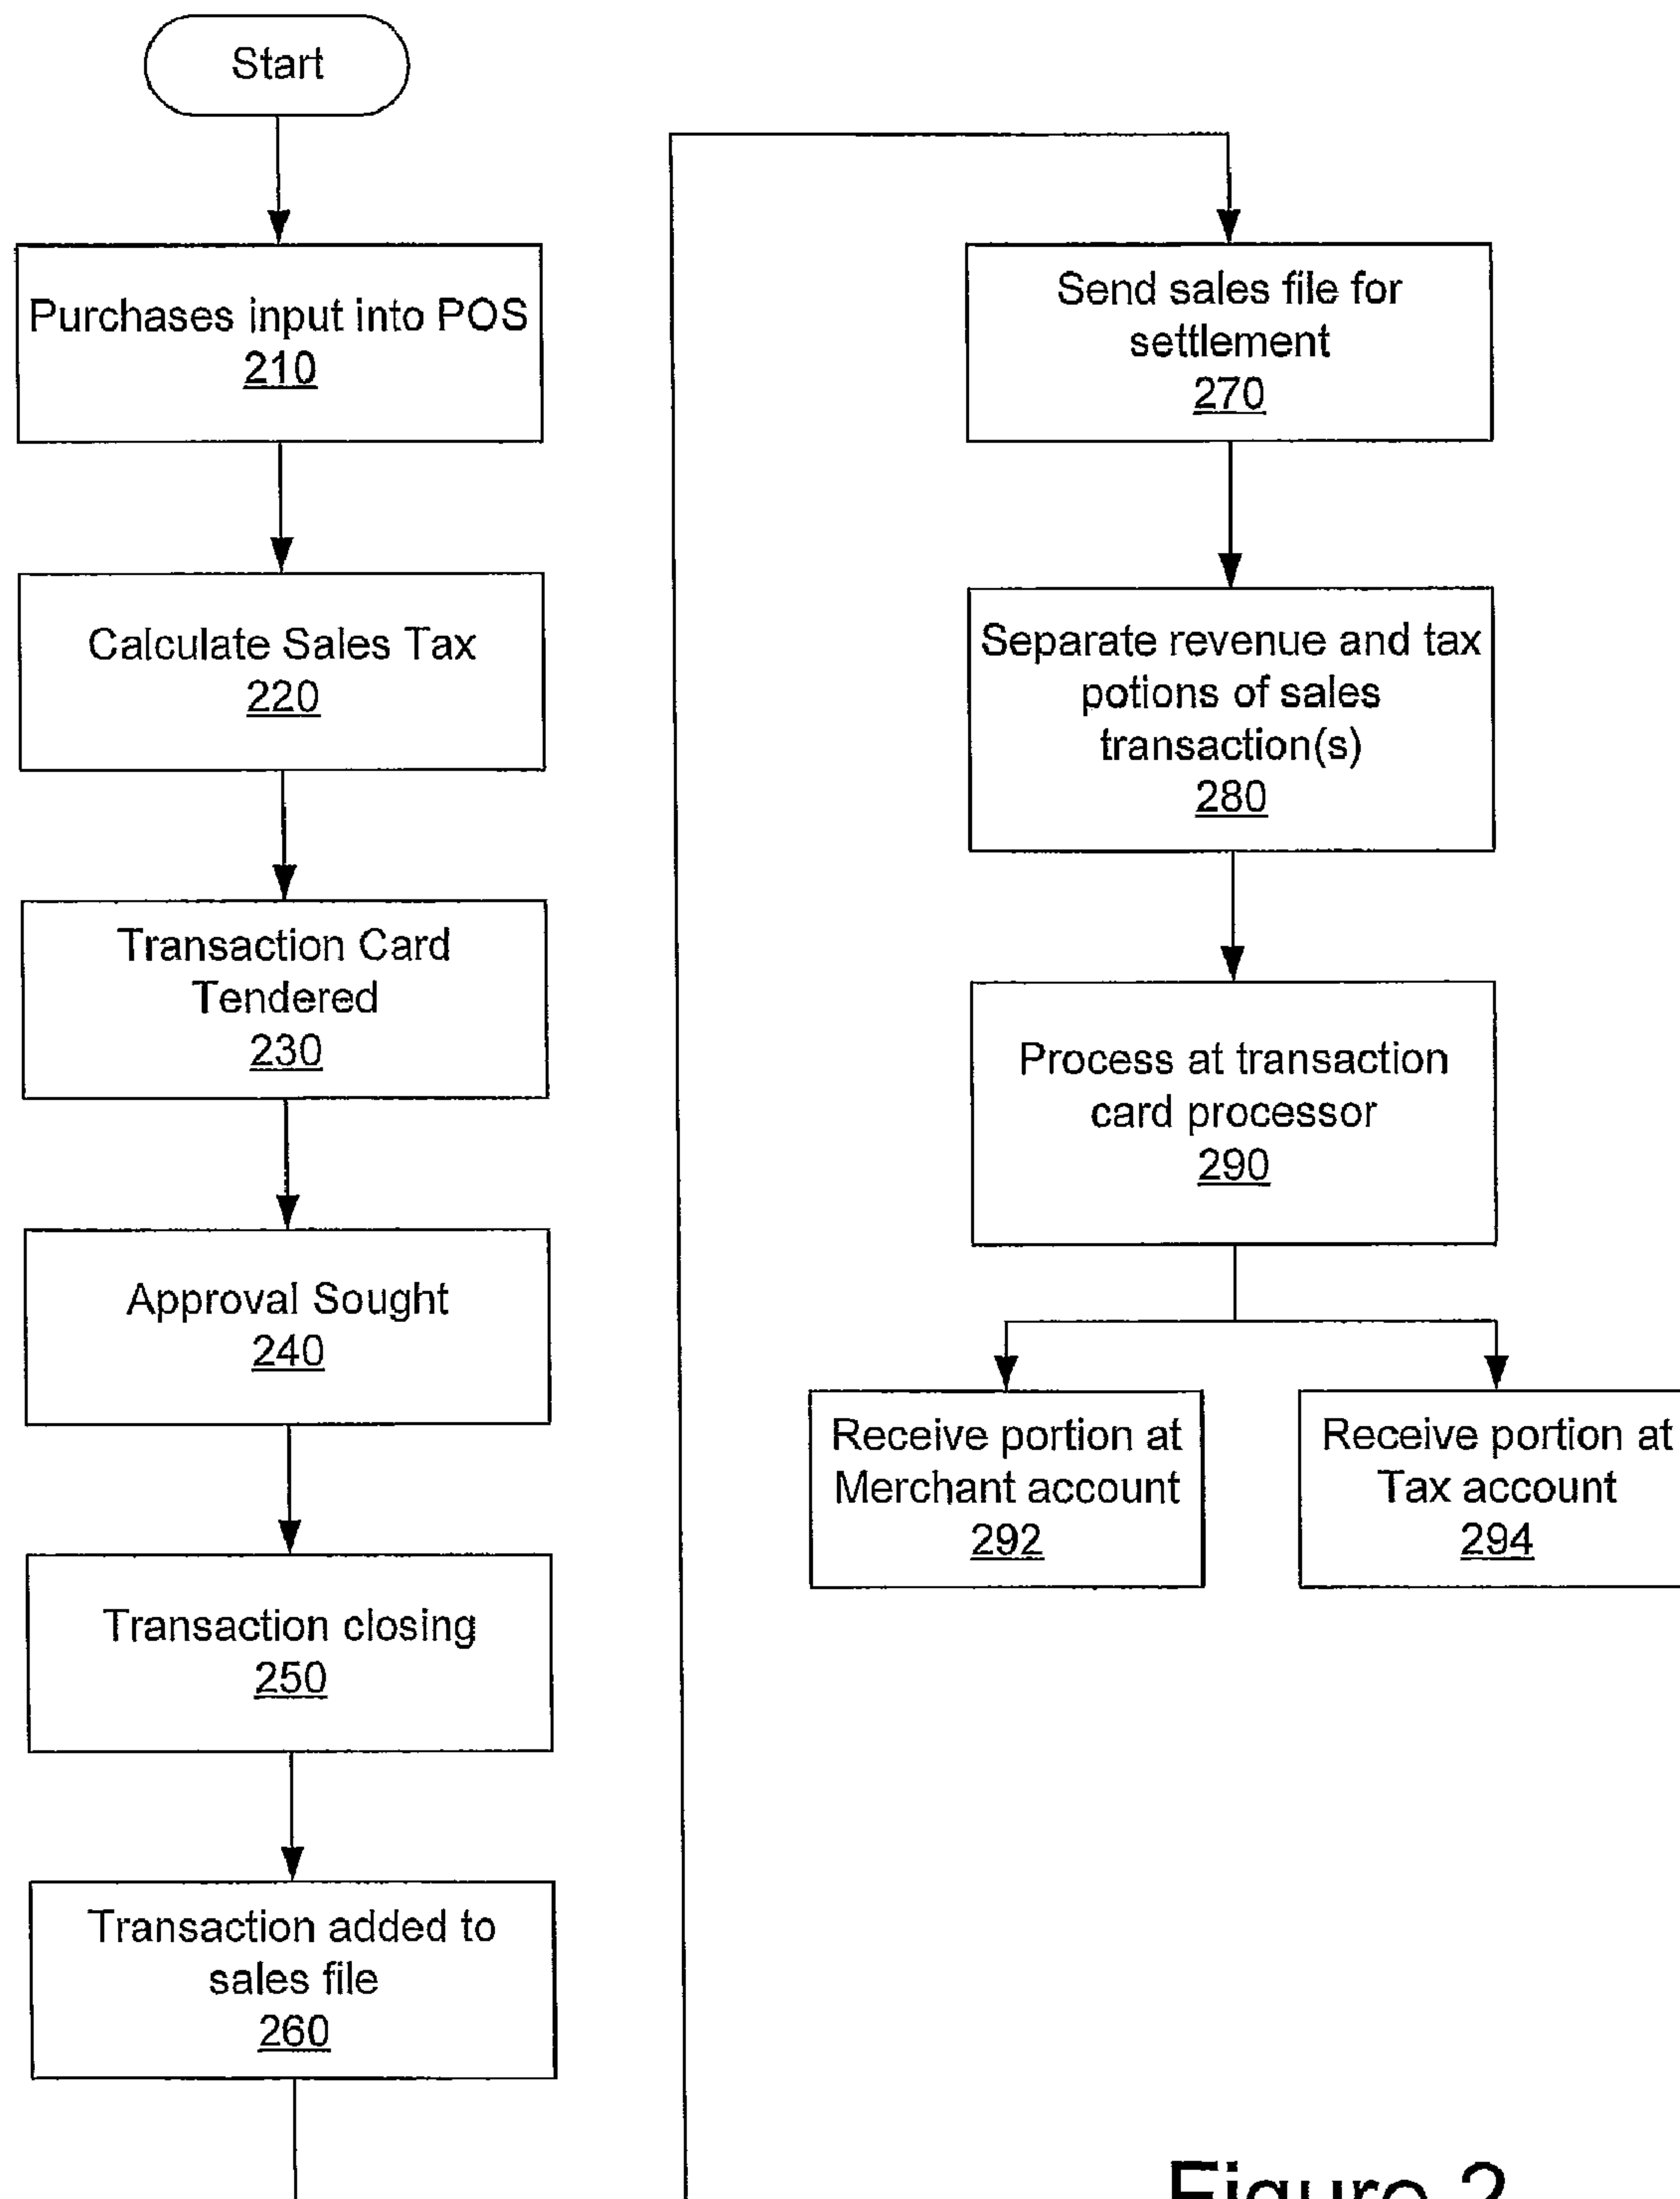 Start
Purchases input into POS
210
Calculate Sales Tax
220
Transaction Card
Tendered
230
Approval Sought
240
Transaction closing
250
Transaction added to
sales file
260
Send sales file for
settlement
270
Separate revenue and tax
potions of sales
transaction(s)
280
Process at transaction
card processor
290
Receive portion at
Merchant account
292
Receive portion at
Tax account
294
Figure 2